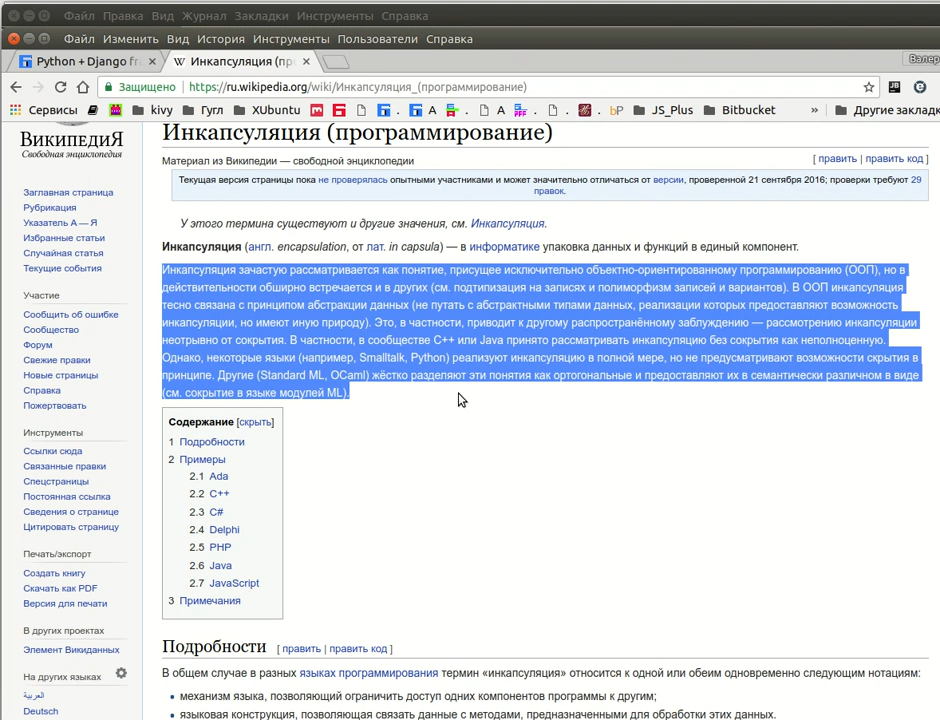 Файл Правка Вид Журнал Закладки Инструменты Справка
Файл Изменить Вид История Инструменты Пользователи Справка
Python + Django fr
Инкапсуляция (пр
Валер
Защищено
https://ru.wikipedia.org/wiki/Инкапсуляция_(программирование)
JB
Сервисы kivy Гугл XUbuntu A A bP JS_Plus Bitbucket » Другие заклад
ВикипедиЯ
Свободная энциклопедия
Заглавная страница
Рубрикация
Указатель А — Я
Избранные статьи
Случайная статья
Текущие события
Участие
Сообщить об ошибке
Сообщество
Форум
Свежие правки
Новые страницы
Справка
Пожертвовать
Инструменты
Ссылки сюда
Связанные правки
Спецстраницы
Постоянная ссылка
Сведения о странице
Цитировать страницу
Печать/экспорт
Создать книгу
Скачать как PDF
Версия для печати
В других проектах
Элемент Викиданных
На других языках
العربية
Deutsch
Инкапсуляция (программирование)
Материал из Википедии — свободной энциклопедии
[ править | править код ]
Текущая версия страницы пока не проверялась опытными участниками и может значительно отличаться от версии, проверенной 21 сентября 2016; проверки требуют 29
правок.
У этого термина существуют и другие значения, см. Инкапсуляция.
Инкапсуляция (англ. encapsulation, от лат. in capsula) — в информатике упаковка данных и функций в единый компонент.
Инкапсуляция зачастую рассматривается как понятие, присущее исключительно объектно-ориентированному программированию (ООП), но в
действительности обширно встречается и в других (см. подтипизация на записях и полиморфизм записей и вариантов). В ООП инкапсуляция
тесно связана с принципом абстракции данных (не путать с абстрактными типами данных, реализации которых предоставляют возможность
инкапсуляции, но имеют иную природу). Это, в частности, приводит к другому распространённому заблуждению — рассмотрению инкапсуляции
неотрывно от сокрытия. В частности, в сообществе C++ или Java принято рассматривать инкапсуляцию без сокрытия как неполноценную.
Однако, некоторые языки (например, Smalltalk, Python) реализуют инкапсуляцию в полной мере, но не предусматривают возможности скрытия в
принципе. Другие (Standard ML, OCaml) жёстко разделяют эти понятия как ортогональные и предоставляют их в семантически различном в виде
(см. сокрытие в языке модулей ML).
Содержание [скрыть]
1 Подробности
2 Примеры
2.1 Ada
2.2 C++
2.3 C#
2.4 Delphi
2.5 PHP
2.6 Java
2.7 JavaScript
3 Примечания
Подробности [ править | править код ]
В общем случае в разных языках программирования термин «инкапсуляция» относится к одной или обеим одновременно следующим нотациям:
механизм языка, позволяющий ограничить доступ одних компонентов программы к другим;
языковая конструкция, позволяющая связать данные с методами, предназначенными для обработки этих данных.